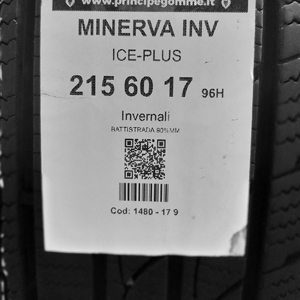 www.principegomme.it
MINERVA INV
ICE-PLUS
215 60 17 96H
Invernali
BATTISTRADA 80%MM
Cod: 1480 - 17 9